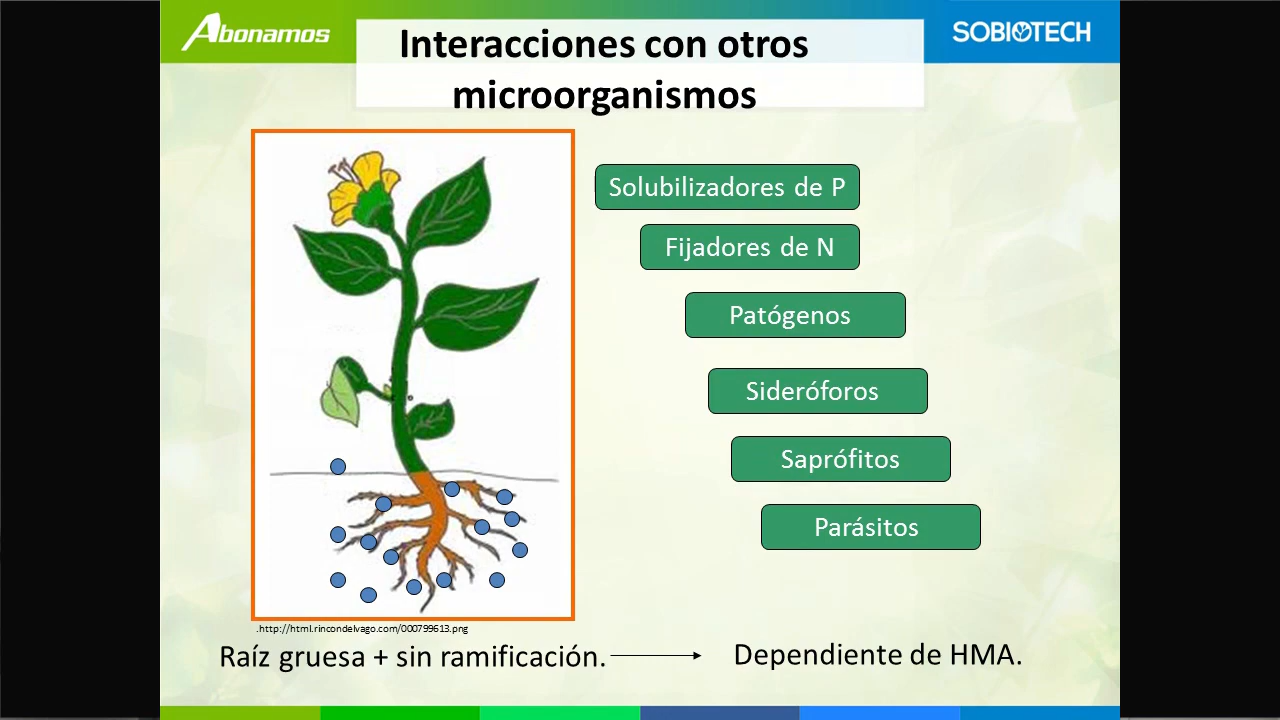 Abonamos
SOBIOTECH
Interacciones con otros
microorganismos
Solubilizadores de P
Fijadores de N
Patógenos
Sideróforos
Saprófitos
Parásitos
.http://html.rincondelvago.com/000799613.png
Raíz gruesa + sin ramificación.
Dependiente de HMA.